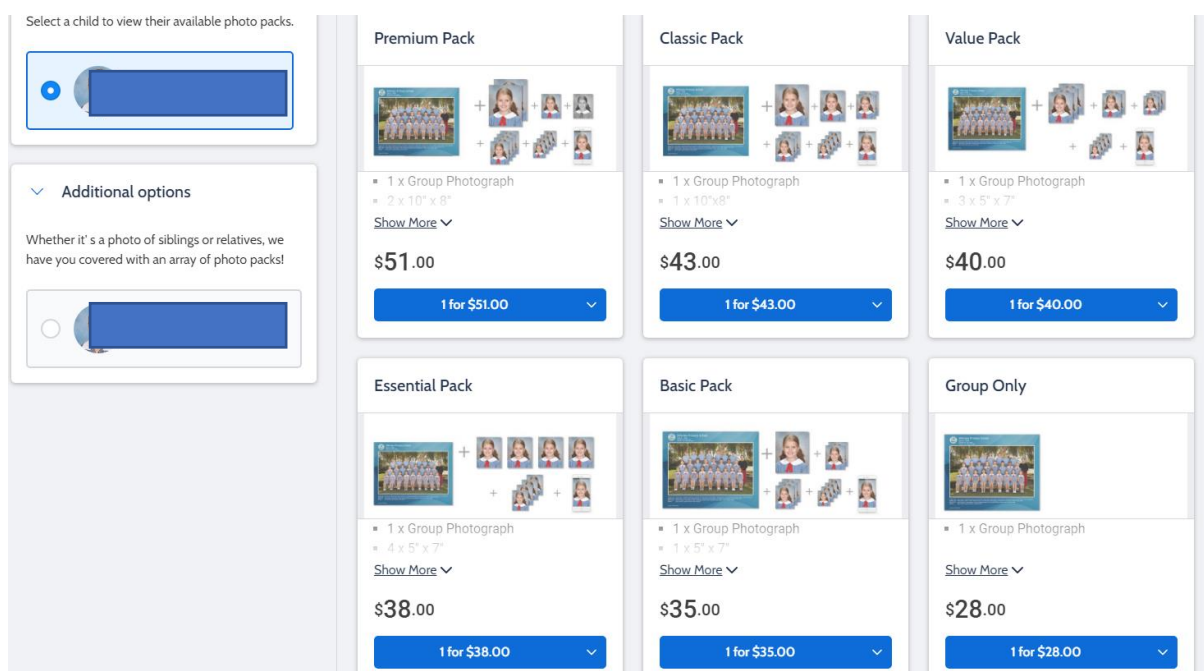 Select a child to view their available photo packs.
Additional options
Whether it' s a photo of siblings or relatives, we
have you covered with an array of photo packs!
Premium Pack
1 x Group Photograph
2 x 10" x 8"
Show More
$51.00
1 for $51.00
Classic Pack
1 x Group Photograph
1 x 10"x8"
Show More
$43.00
1 for $43.00
Value Pack
1 x Group Photograph
3 x 5" x 7"
Show More
$40.00
1 for $40.00
Essential Pack
1 x Group Photograph
4 x 5" x 7"
Show More
$38.00
1 for $38.00
Basic Pack
1 x Group Photograph
1 x 5" x 7"
Show More
$35.00
1 for $35.00
Group Only
1 x Group Photograph
Show More
$28.00
1 for $28.00